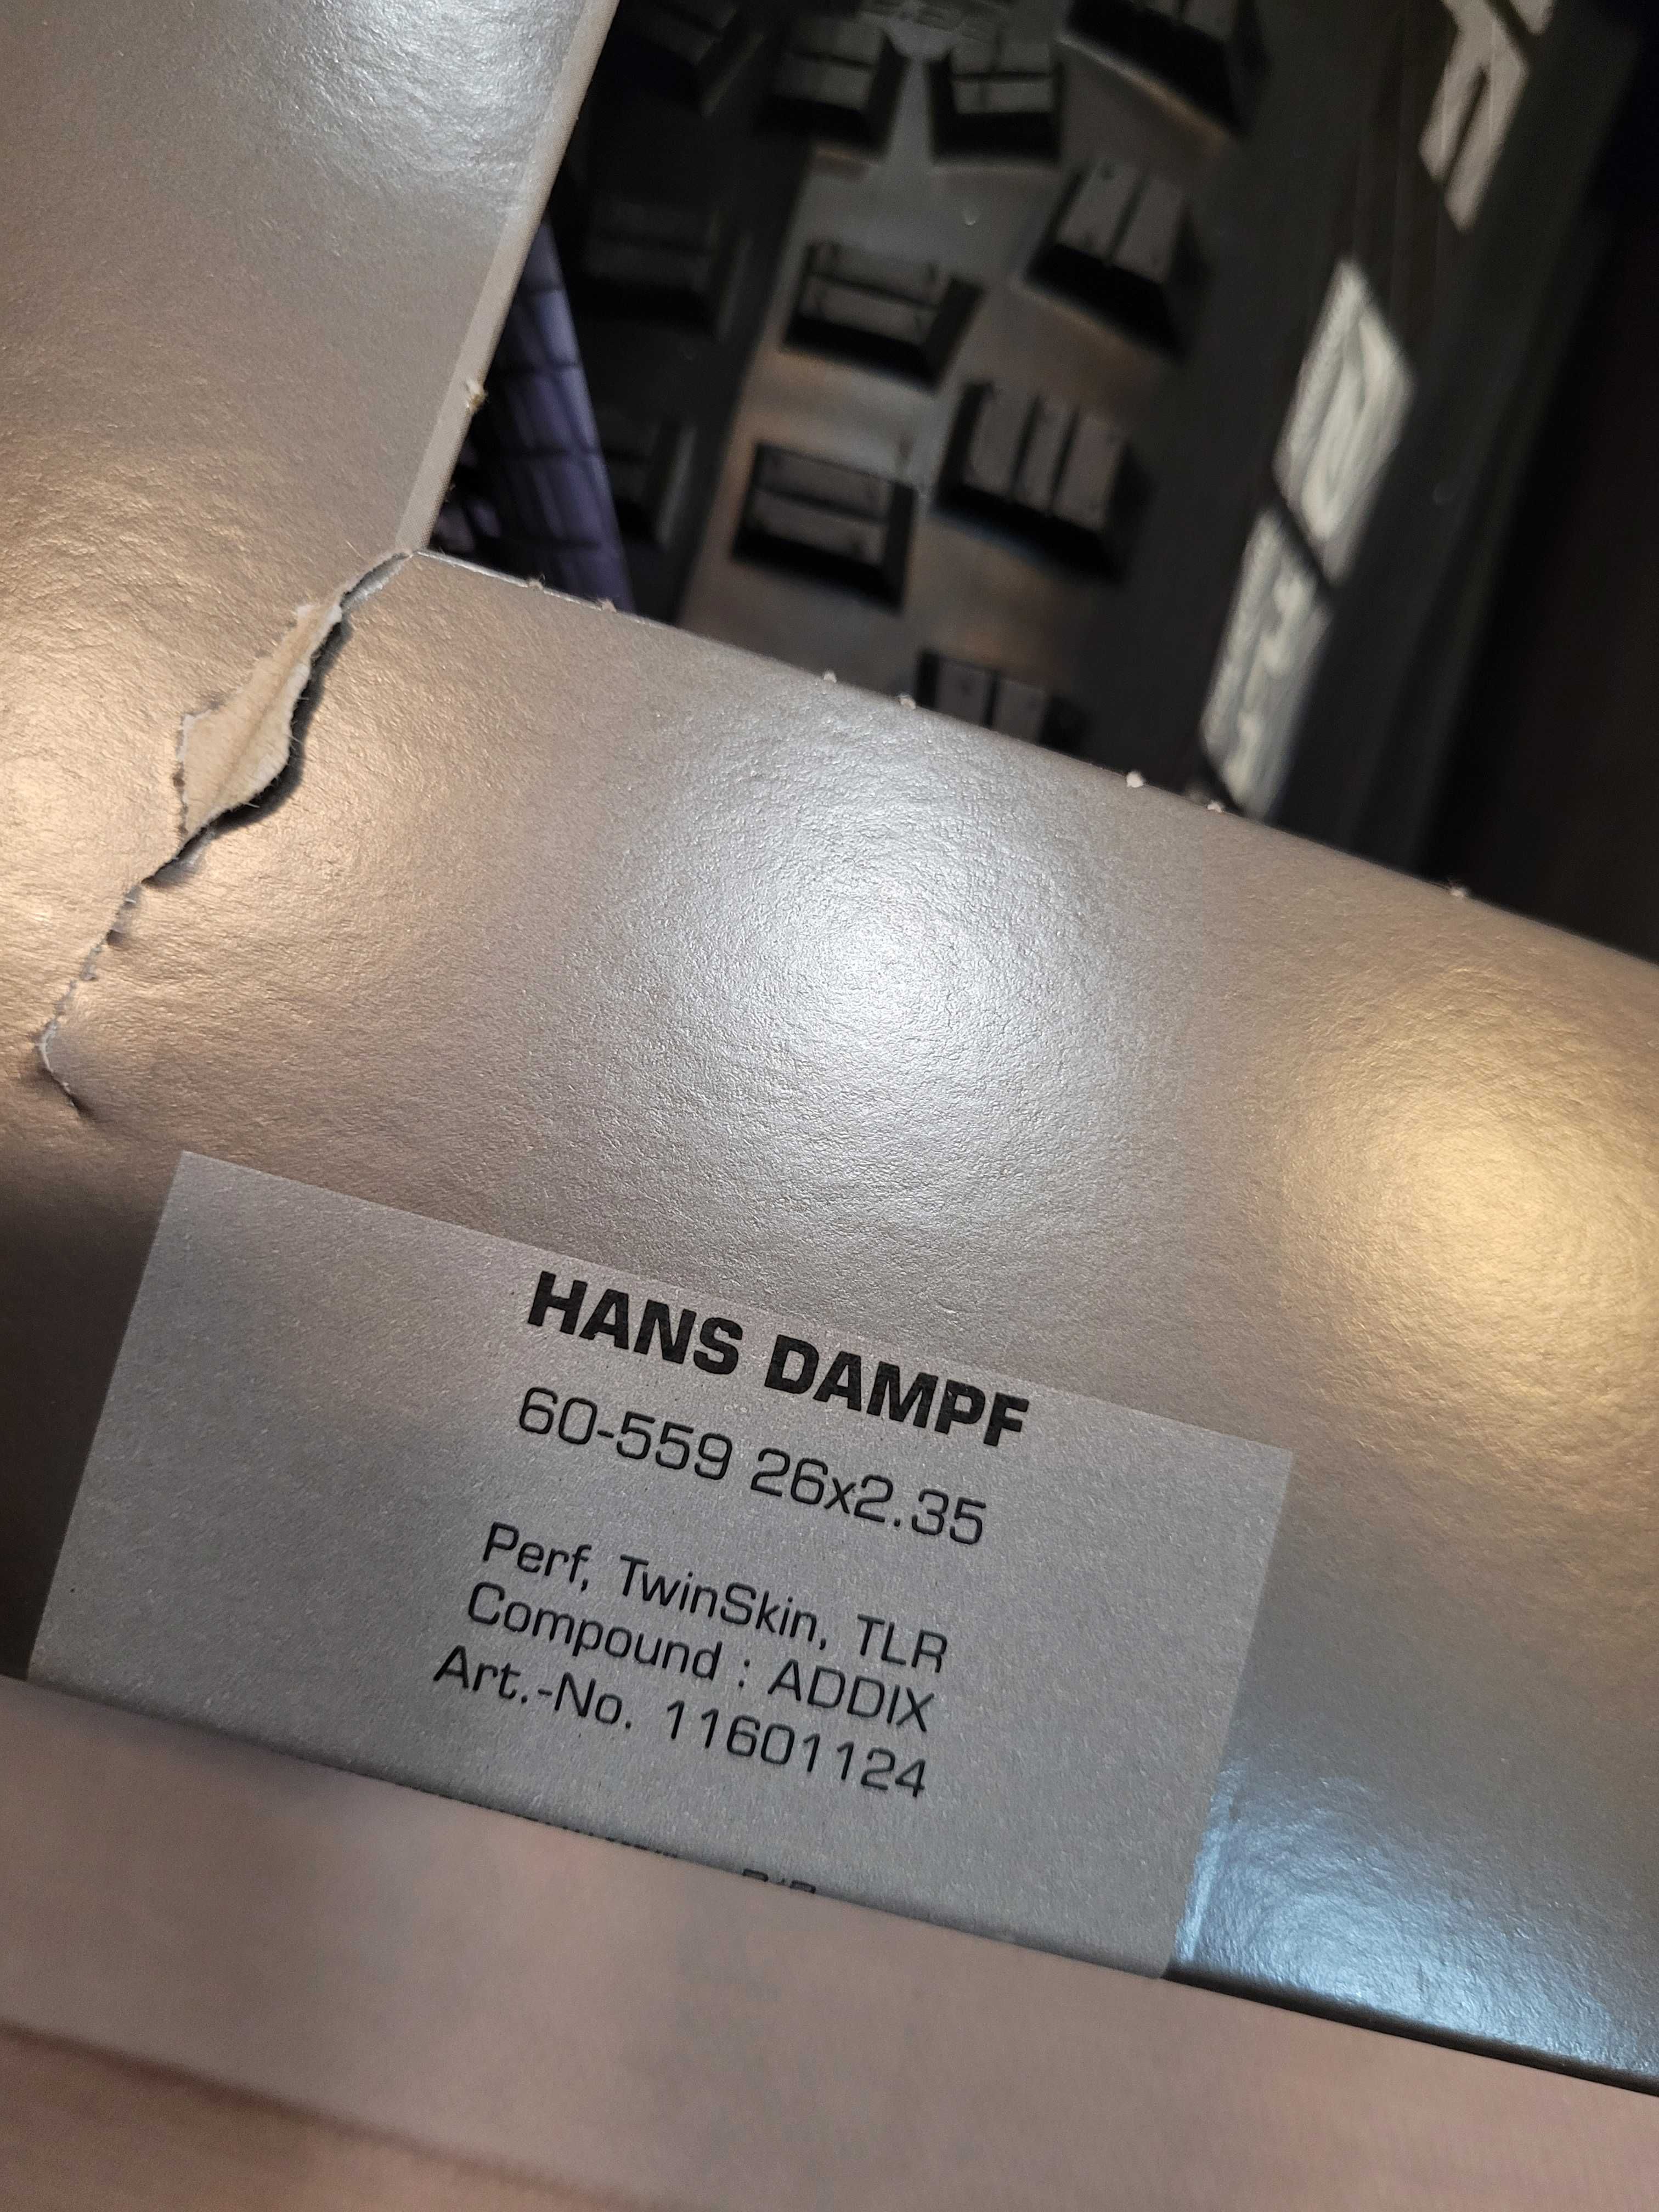 HANS DAMPF
60-559 26x2.35
Perf, TwinSkin, TLR
Compound : ADDIX
Art.-No. 11601124